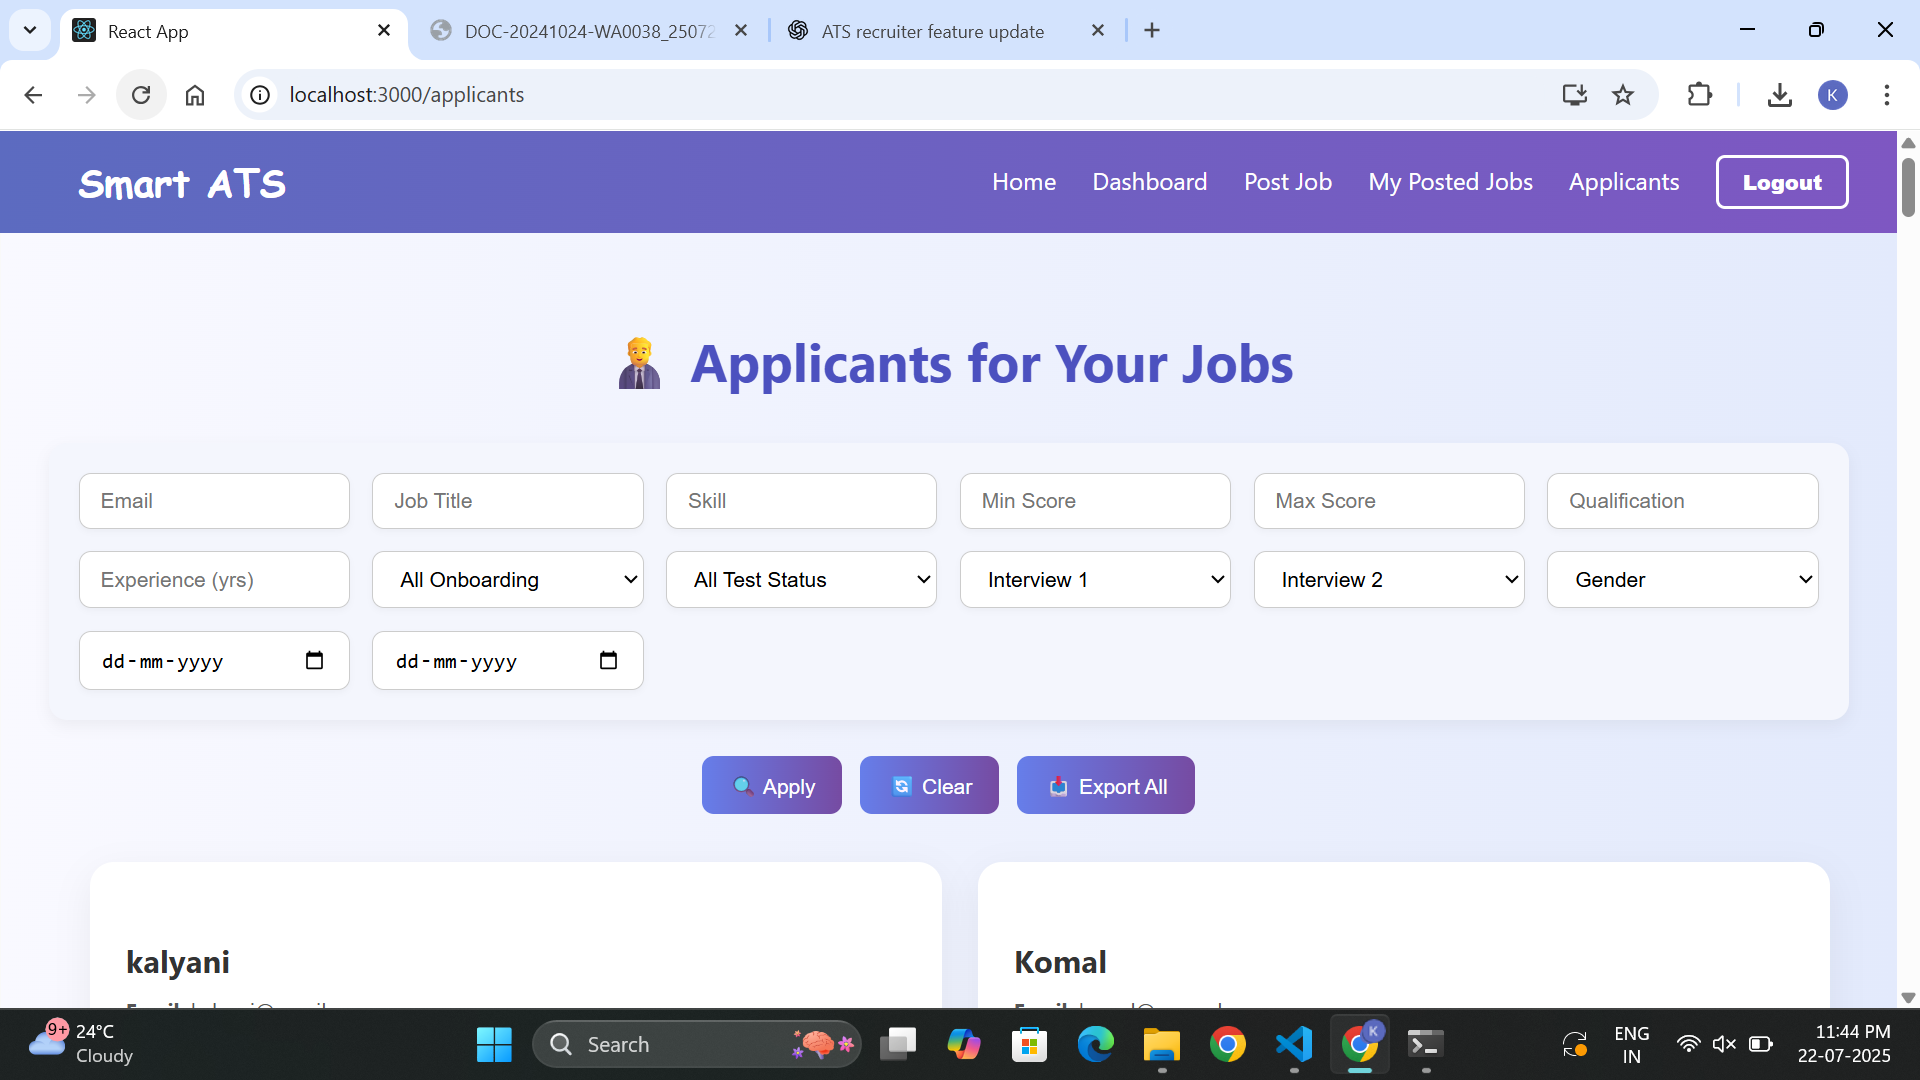 React App
DOC-20241024-WA0038_25072
ATS recruiter feature update
localhost:3000/applicants
K
Smart ATS
Home
Dashboard
Post Job
My Posted Jobs
Applicants
Logout
Applicants for Your Jobs
Email
Job Title
Skill
Min Score
Max Score
Qualification
Experience (yrs)
All Onboarding
All Test Status
Interview 1
Interview 2
Gender
dd-mm-yyyy
dd-mm-yyyy
Apply
Clear
Export All
kalyani
Komal
9+
24°C
Cloudy
Search
K
ENG
IN
11:44 PM
22-07-2025